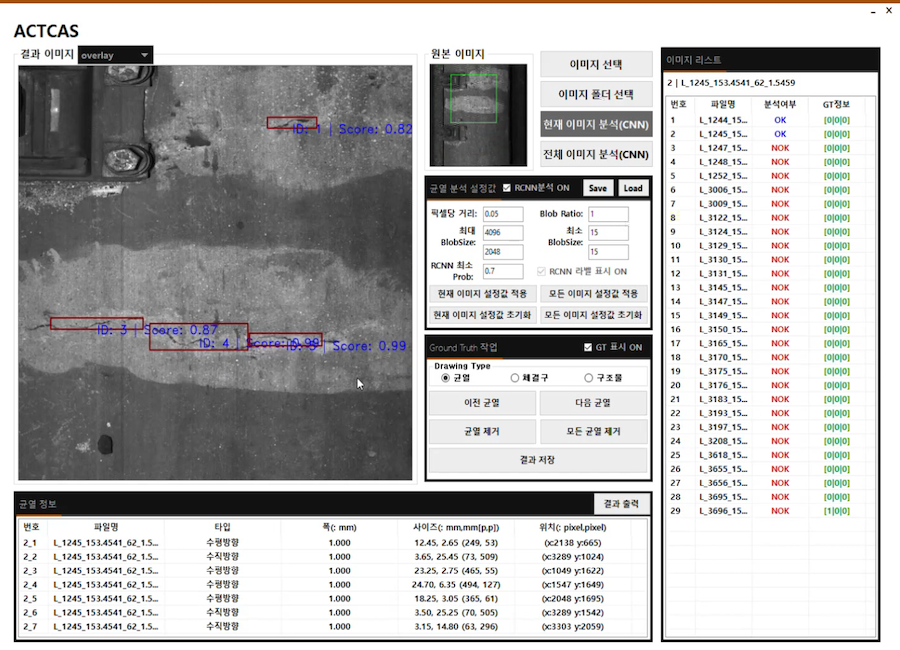 ACTCAS
결과 이미지 overlay
ID: 1 | Score: 0.82
ID: 3 | Score: 0.87
ID: 4 | Score: 0.99
Score: 0.99
원본 이미지
이미지 선택
이미지 폴더 선택
현재 이미지 분석(CNN)
전체 이미지 분석(CNN)
균열 분석 설정값 RCNN분석 ON Save Load
픽셀당 거리: 0.05 Blob Ratio: 1
최대 BlobSize: 4096 최소 BlobSize: 15
2048 15
RCNN 최소 Prob: 0.7 RCNN 라벨 표시 ON
현재 이미지 설정값 적용 모든 이미지 설정값 적용
현재 이미지 설정값 초기화 모든 이미지 설정값 초기화
Ground Truth 작업 GT 표시 ON
Drawing Type
균열 체결구 구조물
이전 균열 다음 균열
균열 제거 모든 균열 제거
결과 저장
이미지 리스트
2 | L_1245_153.4541_62_1.5459
번호 파일명 분석여부 GT정보
1 L_1244_15... OK [0|0|0]
2 L_1245_15... OK [0|0|0]
3 L_1247_15... NOK [0|0|0]
4 L_1248_15... NOK [0|0|0]
5 L_1252_15... NOK [0|0|0]
6 L_3006_15... NOK [0|0|0]
7 L_3009_15... NOK [0|0|0]
8 L_3122_15... NOK [0|0|0]
9 L_3124_15... NOK [0|0|0]
10 L_3129_15... NOK [0|0|0]
11 L_3130_15... NOK [0|0|0]
12 L_3131_15... NOK [0|0|0]
13 L_3145_15... NOK [0|0|0]
14 L_3147_15... NOK [0|0|0]
15 L_3149_15... NOK [0|0|0]
16 L_3150_15... NOK [0|0|0]
17 L_3165_15... NOK [0|0|0]
18 L_3170_15... NOK [0|0|0]
19 L_3175_15... NOK [0|0|0]
20 L_3176_15... NOK [0|0|0]
21 L_3183_15... NOK [0|0|0]
22 L_3193_15... NOK [0|0|0]
23 L_3197_15... NOK [0|0|0]
24 L_3208_15... NOK [0|0|0]
25 L_3618_15... NOK [0|0|0]
26 L_3655_15... NOK [0|0|0]
27 L_3656_15... NOK [0|0|0]
28 L_3695_15... NOK [0|0|0]
29 L_3696_15... NOK [1|0|0]
균열 정보 결과 출력
번호 파일명 타입 폭(: mm) 사이즈(: mm,mm[p,p]) 위치(: pixel,pixel)
2_1 L_1245_153.4541_62_1.5... 수평방향 1.000 12.45, 2.65 (249, 53) (x:2138 y:665)
2_2 L_1245_153.4541_62_1.5... 수직방향 1.000 3.65, 25.45 (73, 509) (x:3289 y:1024)
2_3 L_1245_153.4541_62_1.5... 수평방향 1.000 23.25, 2.75 (465, 55) (x:1049 y:1622)
2_4 L_1245_153.4541_62_1.5... 수평방향 1.000 24.70, 6.35 (494, 127) (x:1547 y:1649)
2_5 L_1245_153.4541_62_1.5... 수평방향 1.000 18.25, 3.05 (365, 61) (x:2048 y:1695)
2_6 L_1245_153.4541_62_1.5... 수직방향 1.000 3.50, 25.25 (70, 505) (x:3289 y:1542)
2_7 L_1245_153.4541_62_1.5... 수직방향 1.000 3.15, 14.80 (63, 296) (x:3303 y:2059)